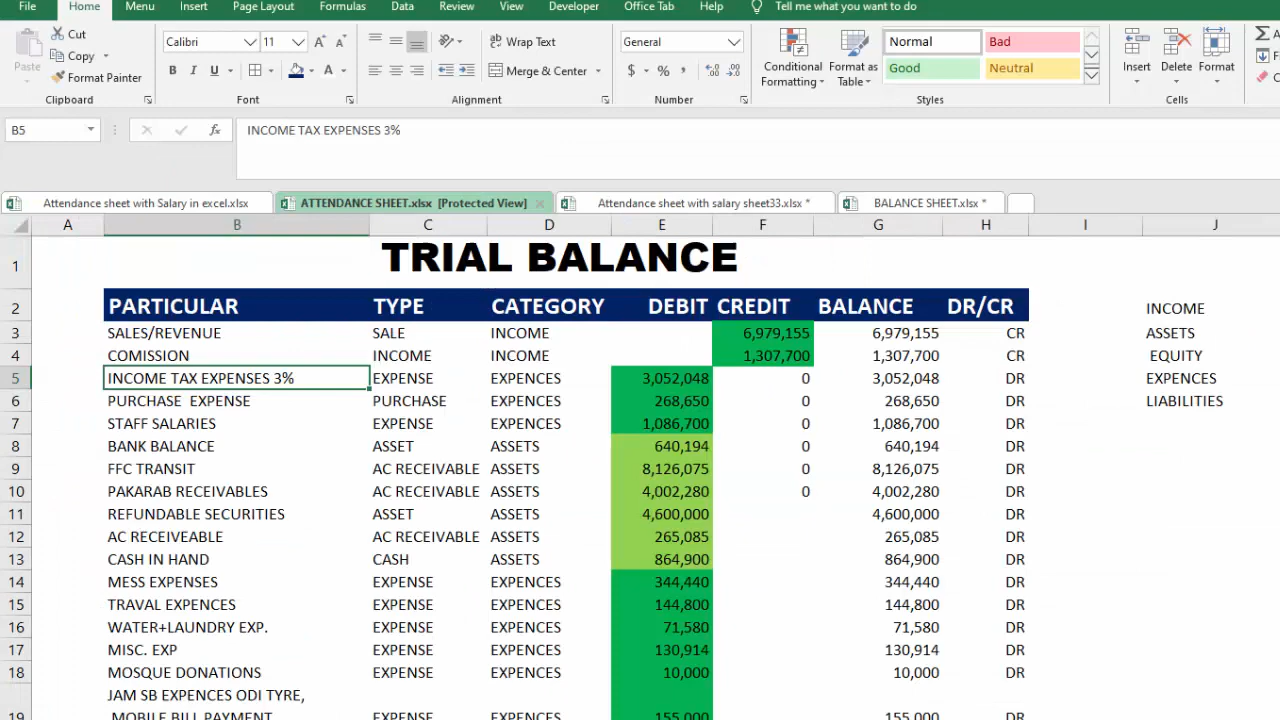 File Home Menu Insert Page Layout Formulas Data Review View Developer Office Tab Help Tell me what you want to do
Cut
Copy
Paste
Format Painter
Calibri 11
B I U
Wrap Text
Merge & Center
General
$ % ,
Conditional Formatting
Format as Table
Normal Bad
Good Neutral
Insert Delete Format
Clipboard Font Alignment Number Styles Cells
B5 fx INCOME TAX EXPENSES 3%
Attendance sheet with Salary in excel.xlsx ATTENDANCE SHEET.xlsx [Protected View] Attendance sheet with salary sheet33.xlsx * BALANCE SHEET.xlsx *
A B C D E F G H I J
1 TRIAL BALANCE
2 PARTICULAR TYPE CATEGORY DEBIT CREDIT BALANCE DR/CR INCOME
3 SALES/REVENUE SALE INCOME 6,979,155 6,979,155 CR ASSETS
4 COMISSION INCOME INCOME 1,307,700 1,307,700 CR EQUITY
5 INCOME TAX EXPENSES 3% EXPENSE EXPENCES 3,052,048 0 3,052,048 DR EXPENCES
6 PURCHASE EXPENSE PURCHASE EXPENCES 268,650 0 268,650 DR LIABILITIES
7 STAFF SALARIES EXPENSE EXPENCES 1,086,700 0 1,086,700 DR
8 BANK BALANCE ASSET ASSETS 640,194 0 640,194 DR
9 FFC TRANSIT AC RECEIVABLE ASSETS 8,126,075 0 8,126,075 DR
10 PAKARAB RECEIVABLES AC RECEIVABLE ASSETS 4,002,280 0 4,002,280 DR
11 REFUNDABLE SECURITIES ASSET ASSETS 4,600,000 4,600,000 DR
12 AC RECEIVEABLE AC RECEIVABLE ASSETS 265,085 265,085 DR
13 CASH IN HAND CASH ASSETS 864,900 864,900 DR
14 MESS EXPENSES EXPENSE EXPENCES 344,440 344,440 DR
15 TRAVAL EXPENCES EXPENSE EXPENCES 144,800 144,800 DR
16 WATER+LAUNDRY EXP. EXPENSE EXPENCES 71,580 71,580 DR
17 MISC. EXP EXPENSE EXPENCES 130,914 130,914 DR
18 MOSQUE DONATIONS EXPENSE EXPENCES 10,000 10,000 DR
JAM SB EXPENCES ODI TYRE,
19 MOBILE BILL PAYMENT EXPENSE EXPENCES 155,000 155,000 DR